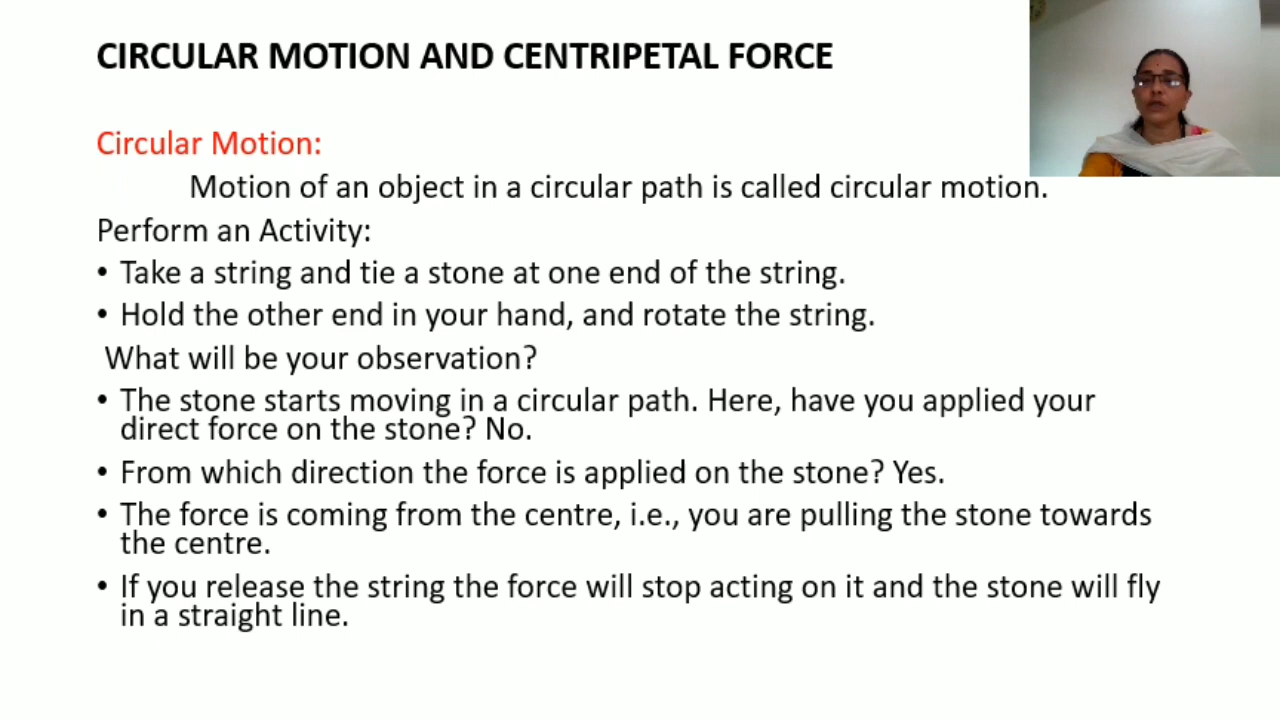 CIRCULAR MOTION AND CENTRIPETAL FORCE
Circular Motion:
Motion of an object in a circular path is called circular motion.
Perform an Activity:
• Take a string and tie a stone at one end of the string.
• Hold the other end in your hand, and rotate the string.
What will be your observation?
• The stone starts moving in a circular path. Here, have you applied your
direct force on the stone? No.
• From which direction the force is applied on the stone? Yes.
• The force is coming from the centre, i.e., you are pulling the stone towards
the centre.
• If you release the string the force will stop acting on it and the stone will fly
in a straight line.